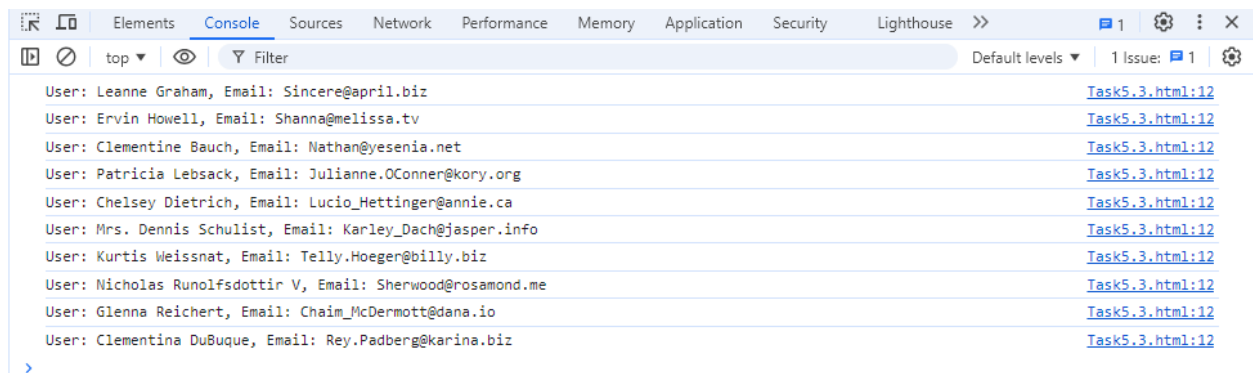 Elements Console Sources Network Performance Memory Application Security Lighthouse 1
top Filter Default levels 1 Issue: 1
User: Leanne Graham, Email: Sincere@april.biz Task5.3.html:12
User: Ervin Howell, Email: Shanna@melissa.tv Task5.3.html:12
User: Clementine Bauch, Email: Nathan@yesenia.net Task5.3.html:12
User: Patricia Lebsack, Email: Julianne.OConner@kory.org Task5.3.html:12
User: Chelsey Dietrich, Email: Lucio_Hettinger@annie.ca Task5.3.html:12
User: Mrs. Dennis Schulist, Email: Karley_Dach@jasper.info Task5.3.html:12
User: Kurtis Weissnat, Email: Telly.Hoeger@billy.biz Task5.3.html:12
User: Nicholas Runolfsdottir V, Email: Sherwood@rosamond.me Task5.3.html:12
User: Glenna Reichert, Email: Chaim_McDermott@dana.io Task5.3.html:12
User: Clementina DuBuque, Email: Rey.Padberg@karina.biz Task5.3.html:12